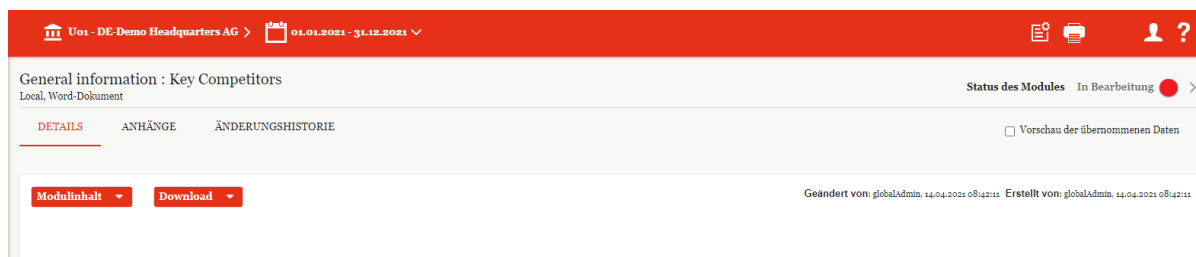 U01 - DE-Demo Headquarters AG > 01.01.2021 - 31.12.2021
?
General information : Key Competitors
Local, Word-Dokument
Status des Modules In Bearbeitung
DETAILS ANHÄNGE ÄNDERUNGSHISTORIE
Vorschau der übernommenen Daten
Modulinhalt Download
Geändert von: globalAdmin, 14.04.2021 08:42:11 Erstellt von: globalAdmin, 14.04.2021 08:42:11